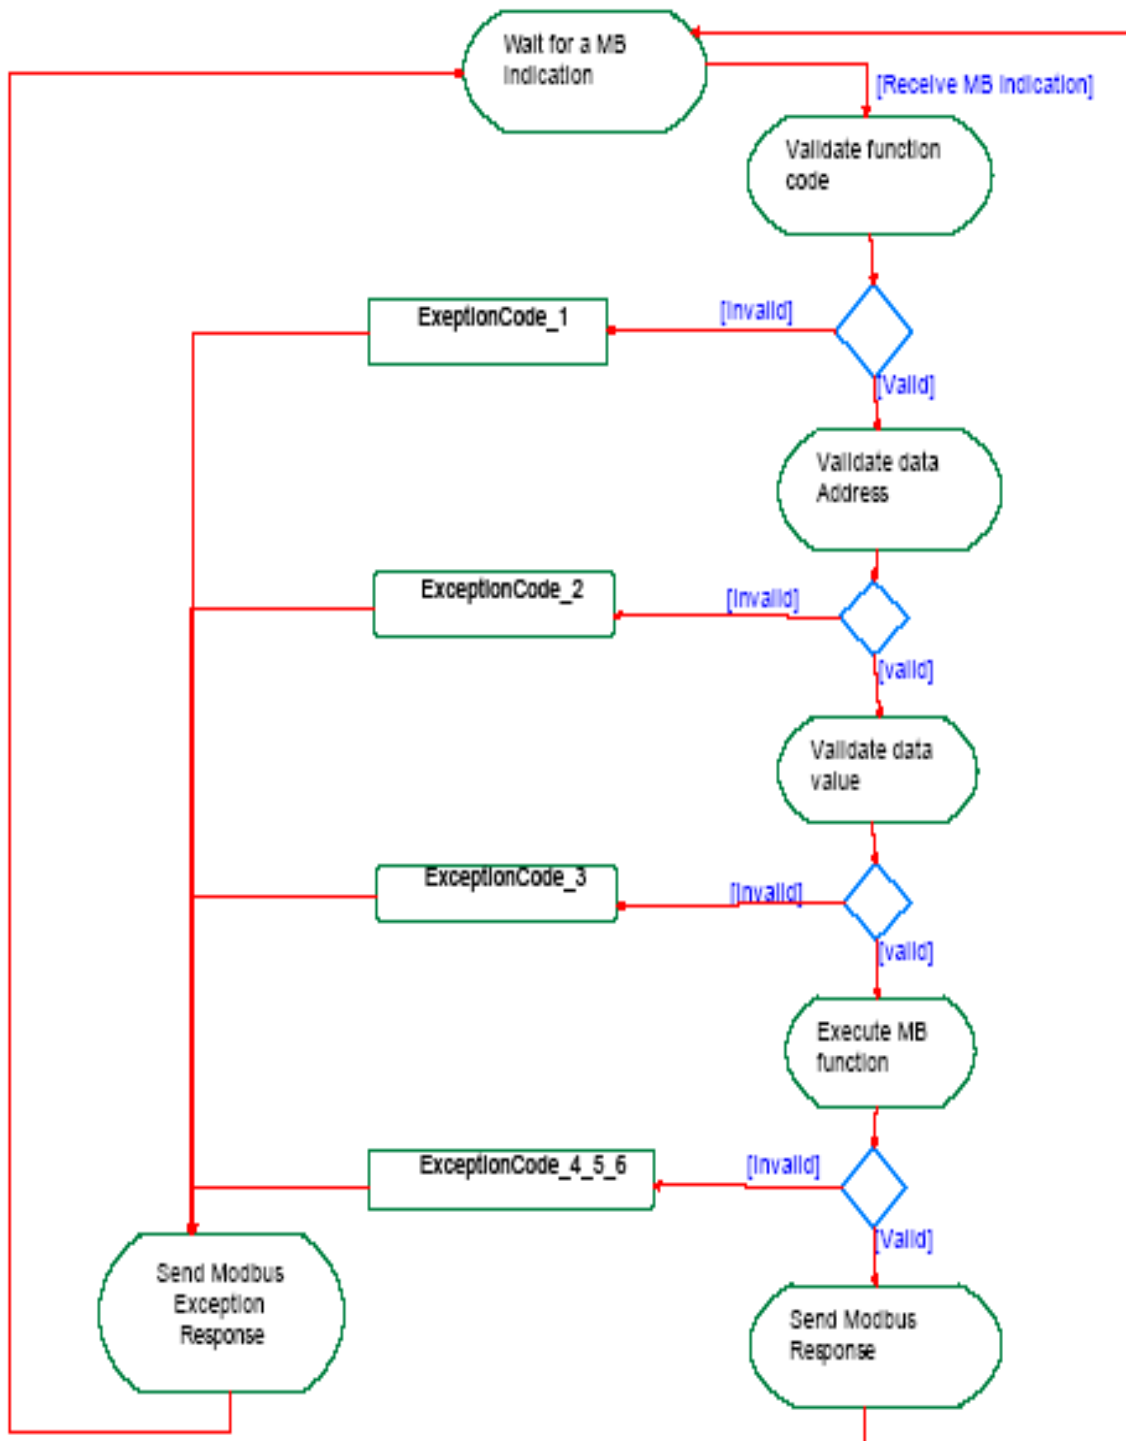 Wait for a MB
indication
[Receive MB indication]
Validate function
code
ExeptionCode_1
[Invalid]
[Valid]
Validate data
Address
ExceptionCode_2
[Invalid]
[valid]
Validate data
value
ExceptionCode_3
[Invalid]
[valid]
Execute MB
function
ExceptionCode_4_5_6
[Invalid]
[Valid]
Send Modbus
Exception
Response
Send Modbus
Response